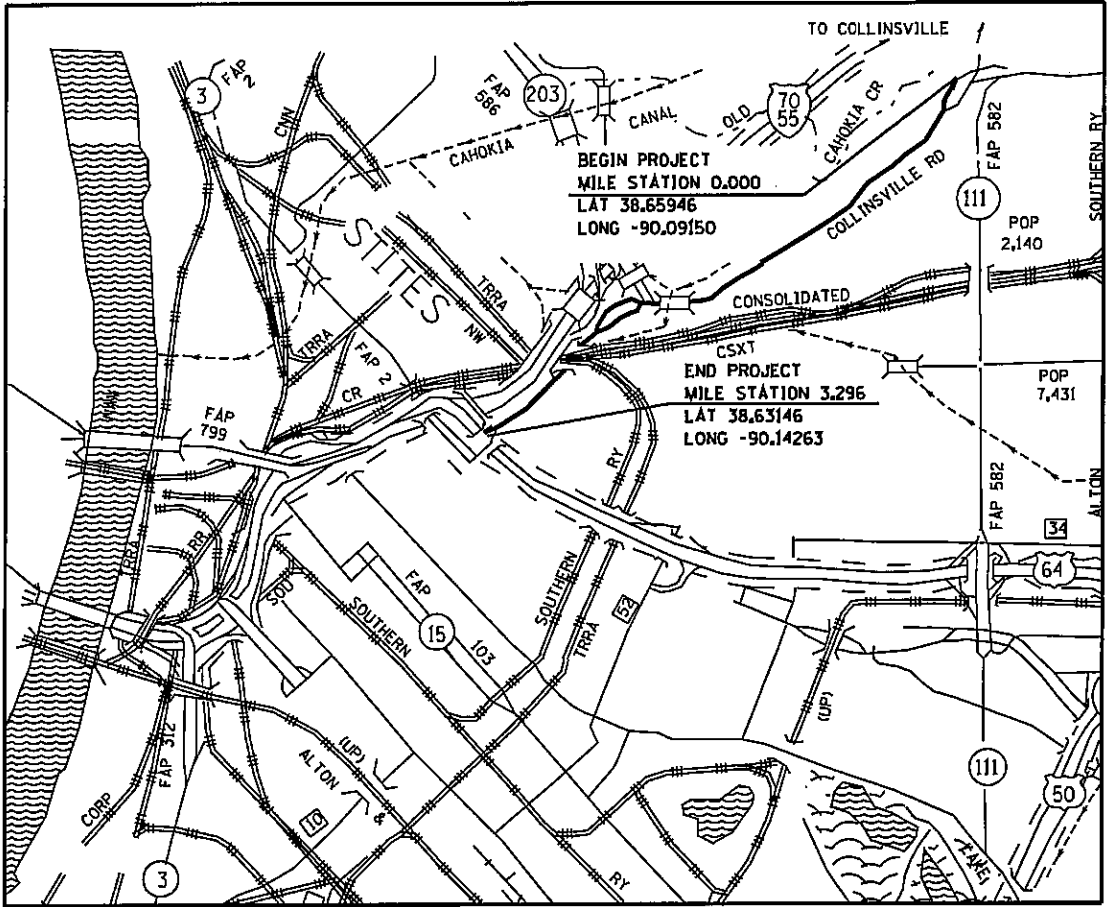 TO COLLINSVILLE
3
FAP
2
CNN
FAP
586
203
CANAL
CAHOKIA
OLD
70
55
CAHOKIA CR
FAP 582
SOUTHERN RY
BEGIN PROJECT
MILE STATION 0.000
LAT 38.65946
LONG -90.09150
COLLINSVILLE RD
111
POP
2,140
STITES
TRRA
NW
CONSOLIDATED
TRRA
FAP 2
CR
CSXT
END PROJECT
MILE STATION 3.296
LAT 38.63146
LONG -90.14263
POP
7,431
FAP
799
RY
FAP 582
ALTON
34
64
TRRA
RR
SOU
SOUTHERN
FAP
15
103
SOUTHERN
TRRA
52
(UP)
FAP 312
(UP)
ALTON &
CORP
10
3
RY
111
50
LAKE